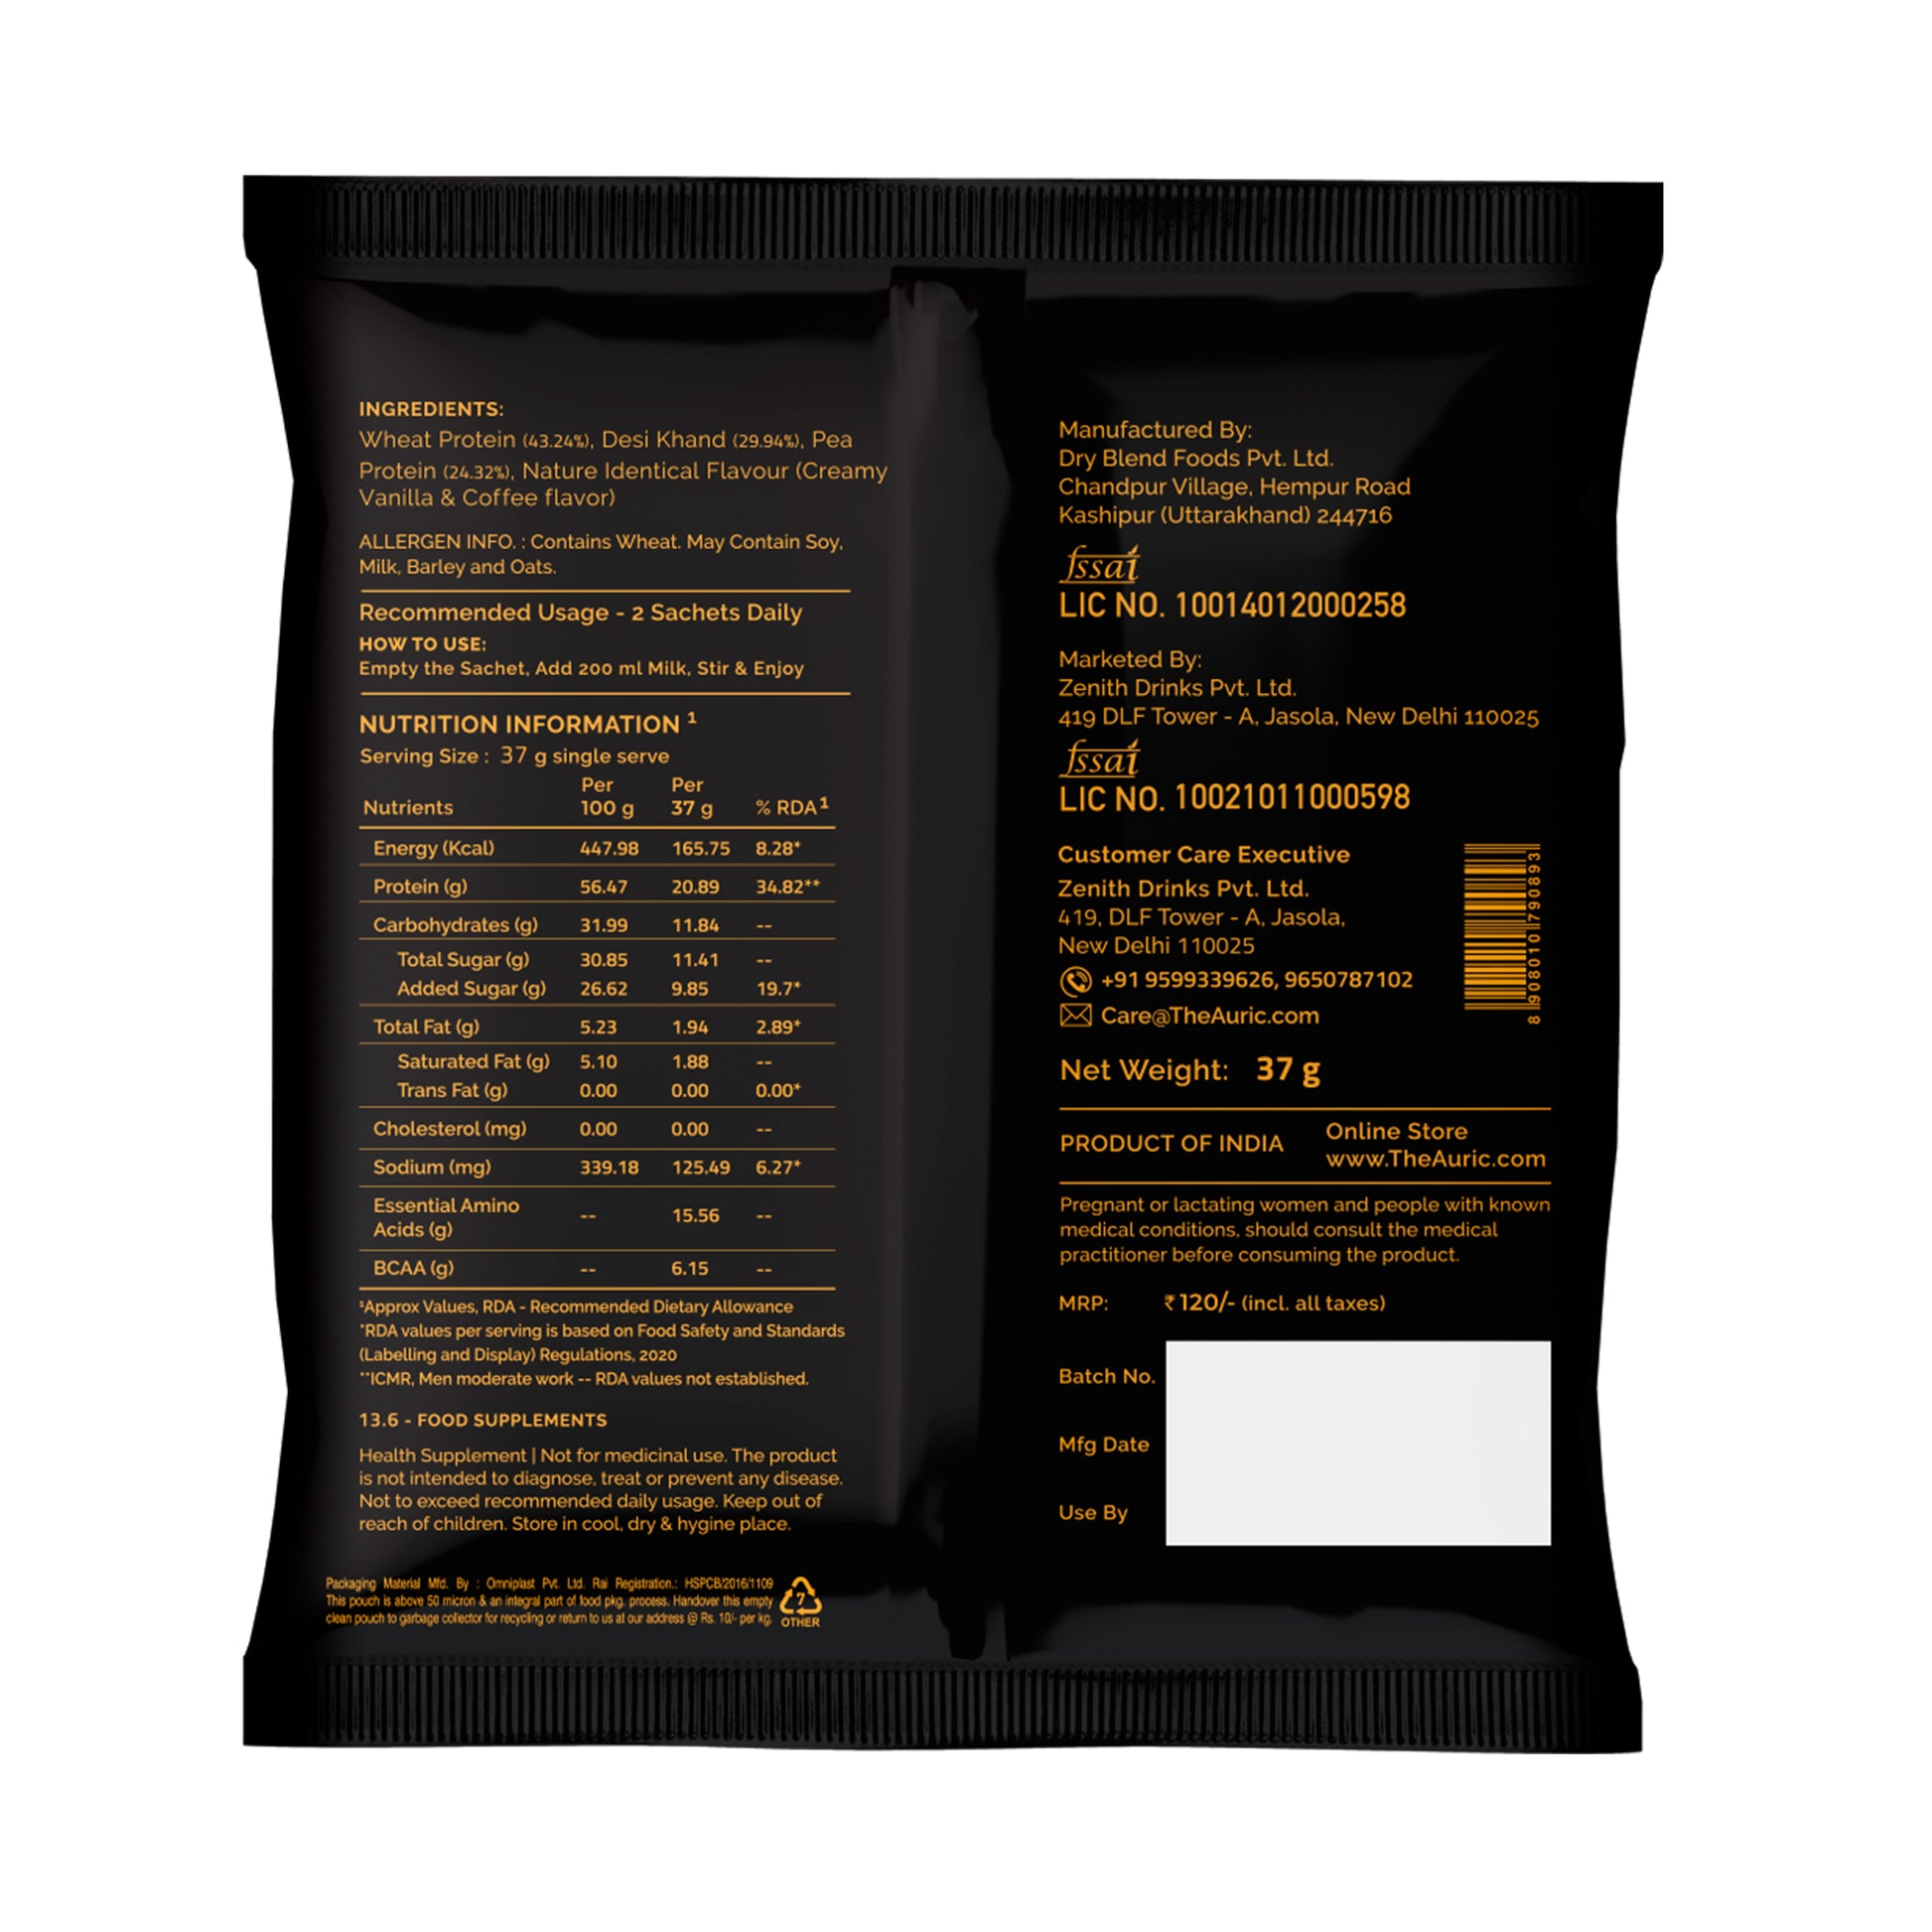 INGREDIENTS:
Wheat Protein (43.24%), Desi Khand (29.94%), Pea
Protein (24.32%), Nature Identical Flavour (Creamy
Vanilla & Coffee flavor)
ALLERGEN INFO. : Contains Wheat. May Contain Soy,
Milk, Barley and Oats.
Recommended Usage - 2 Sachets Daily
HOW TO USE:
Empty the Sachet, Add 200 ml Milk, Stir & Enjoy
NUTRITION INFORMATION ¹
Serving Size : 37 g single serve
Nutrients Per 100 g Per 37 g % RDA¹
Energy (Kcal) 447.98 165.75 8.28*
Protein (g) 56.47 20.89 34.82**
Carbohydrates (g) 31.99 11.84 --
Total Sugar (g) 30.85 11.41 --
Added Sugar (g) 26.62 9.85 19.7*
Total Fat (g) 5.23 1.94 2.89*
Saturated Fat (g) 5.10 1.88 --
Trans Fat (g) 0.00 0.00 0.00*
Cholesterol (mg) 0.00 0.00 --
Sodium (mg) 339.18 125.49 6.27*
Essential Amino
Acids (g) -- 15.56 --
BCAA (g) -- 6.15 --
¹Approx Values, RDA - Recommended Dietary Allowance
*RDA values per serving is based on Food Safety and Standards
(Labelling and Display) Regulations, 2020
**ICMR, Men moderate work -- RDA values not established.
13.6 - FOOD SUPPLEMENTS
Health Supplement | Not for medicinal use. The product
is not intended to diagnose, treat or prevent any disease.
Not to exceed recommended daily usage. Keep out of
reach of children. Store in cool, dry & hygine place.
Packaging Material Mfd. By : Omniplast Pvt. Ltd. Rai Registration.: HSPCB/2016/1109
This pouch is above 50 micron & an integral part of food pkg. process. Handover this empty
clean pouch to garbage collector for recycling or return to us at our address @ Rs. 10/- per kg.
7
OTHER
Manufactured By:
Dry Blend Foods Pvt. Ltd.
Chandpur Village, Hempur Road
Kashipur (Uttarakhand) 244716
fssai
LIC NO. 10014012000258
Marketed By:
Zenith Drinks Pvt. Ltd.
419 DLF Tower - A, Jasola, New Delhi 110025
fssai
LIC NO. 10021011000598
Customer Care Executive
Zenith Drinks Pvt. Ltd.
419, DLF Tower - A, Jasola,
New Delhi 110025
+91 9599339626, 9650787102
Care@TheAuric.com
8 908010 790893
Net Weight: 37 g
PRODUCT OF INDIA
Online Store
www.TheAuric.com
Pregnant or lactating women and people with known
medical conditions, should consult the medical
practitioner before consuming the product.
MRP: ₹ 120/- (incl. all taxes)
Batch No.
Mfg Date
Use By